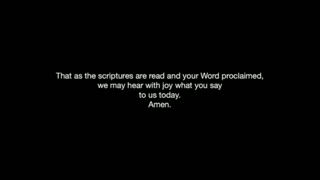 That as the scriptures are read and your Word proclaimed,
we may hear with joy what you say
to us today.
Amen.